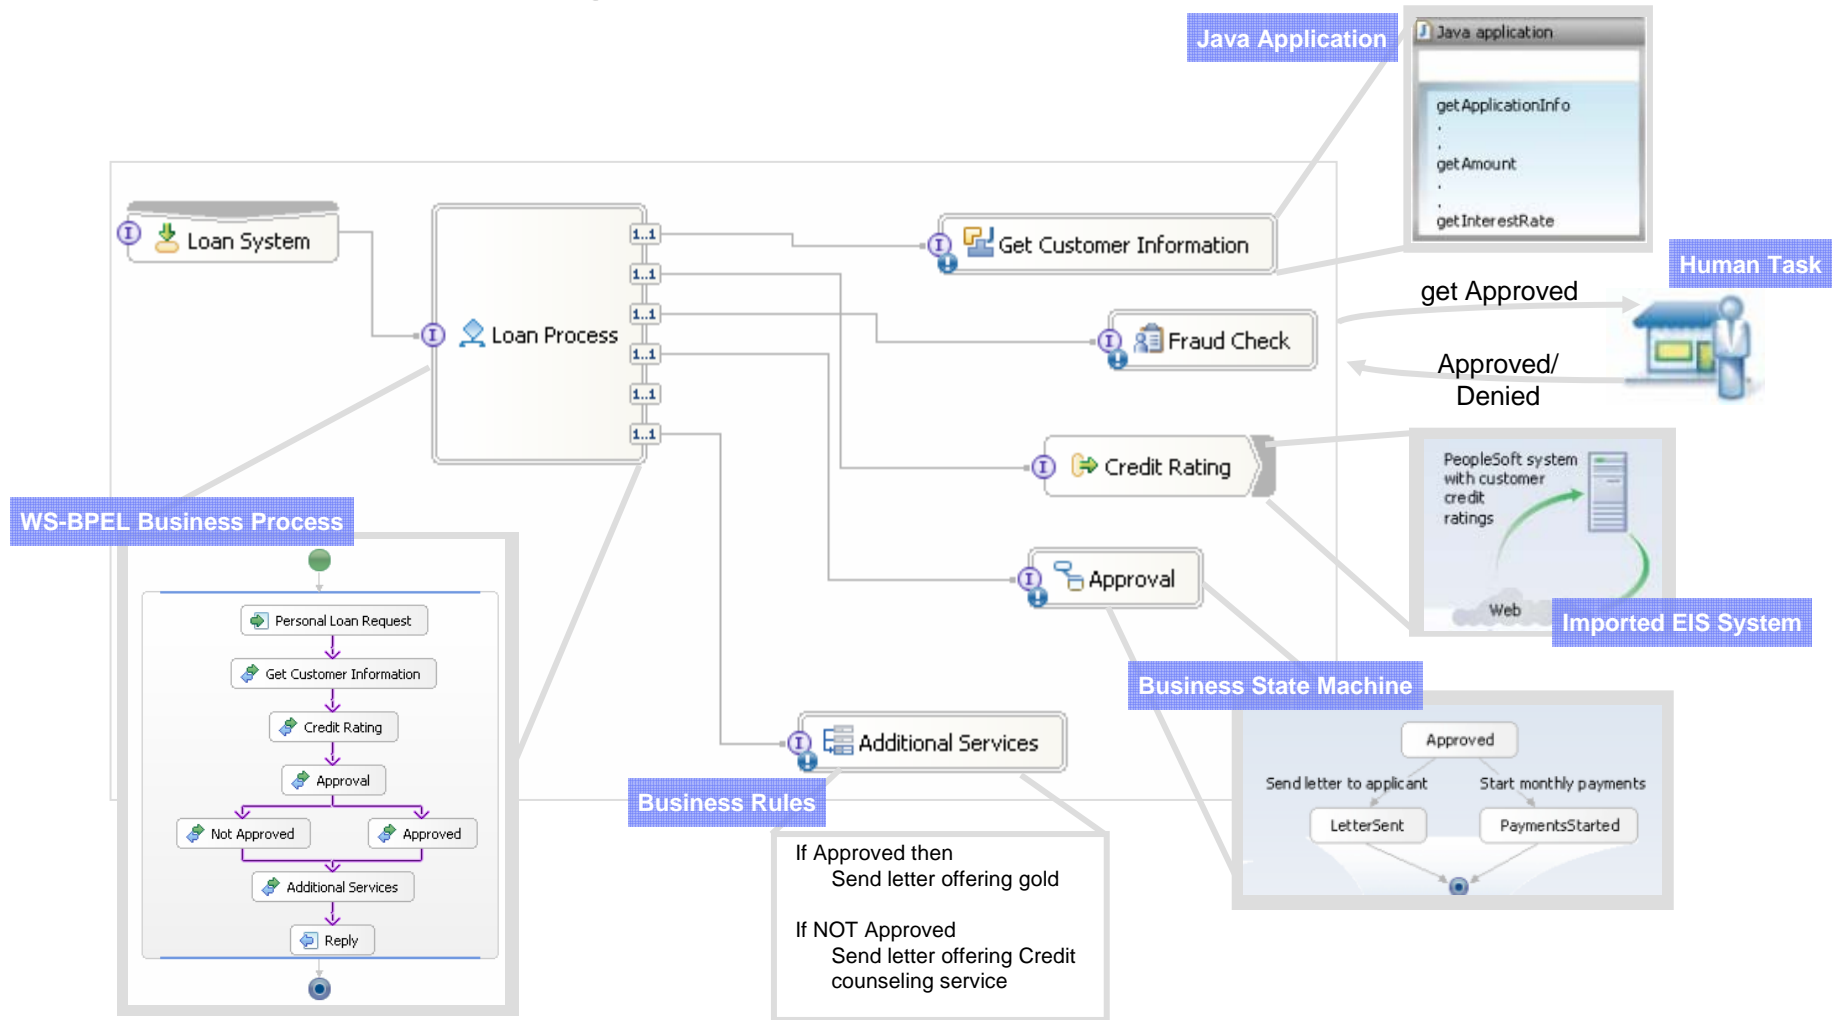 Java Application
Java application
getApplicationInfo
.
.
getAmount
.
.
getInterestRate
Loan System
Loan Process
1..1
1..1
1..1
1..1
1..1
1..1
I
I
I
I
I
I
I
Get Customer Information
Human Task
get Approved
Fraud Check
Approved/
Denied
Credit Rating
PeopleSoft system
with customer
credit
ratings
Web
Imported EIS System
WS-BPEL Business Process
Personal Loan Request
Get Customer Information
Credit Rating
Approval
Not Approved
Approved
Additional Services
Reply
Approval
Business State Machine
Approved
Send letter to applicant
Start monthly payments
LetterSent
PaymentsStarted
Additional Services
Business Rules
If Approved then
Send letter offering gold
If NOT Approved
Send letter offering Credit
counseling service